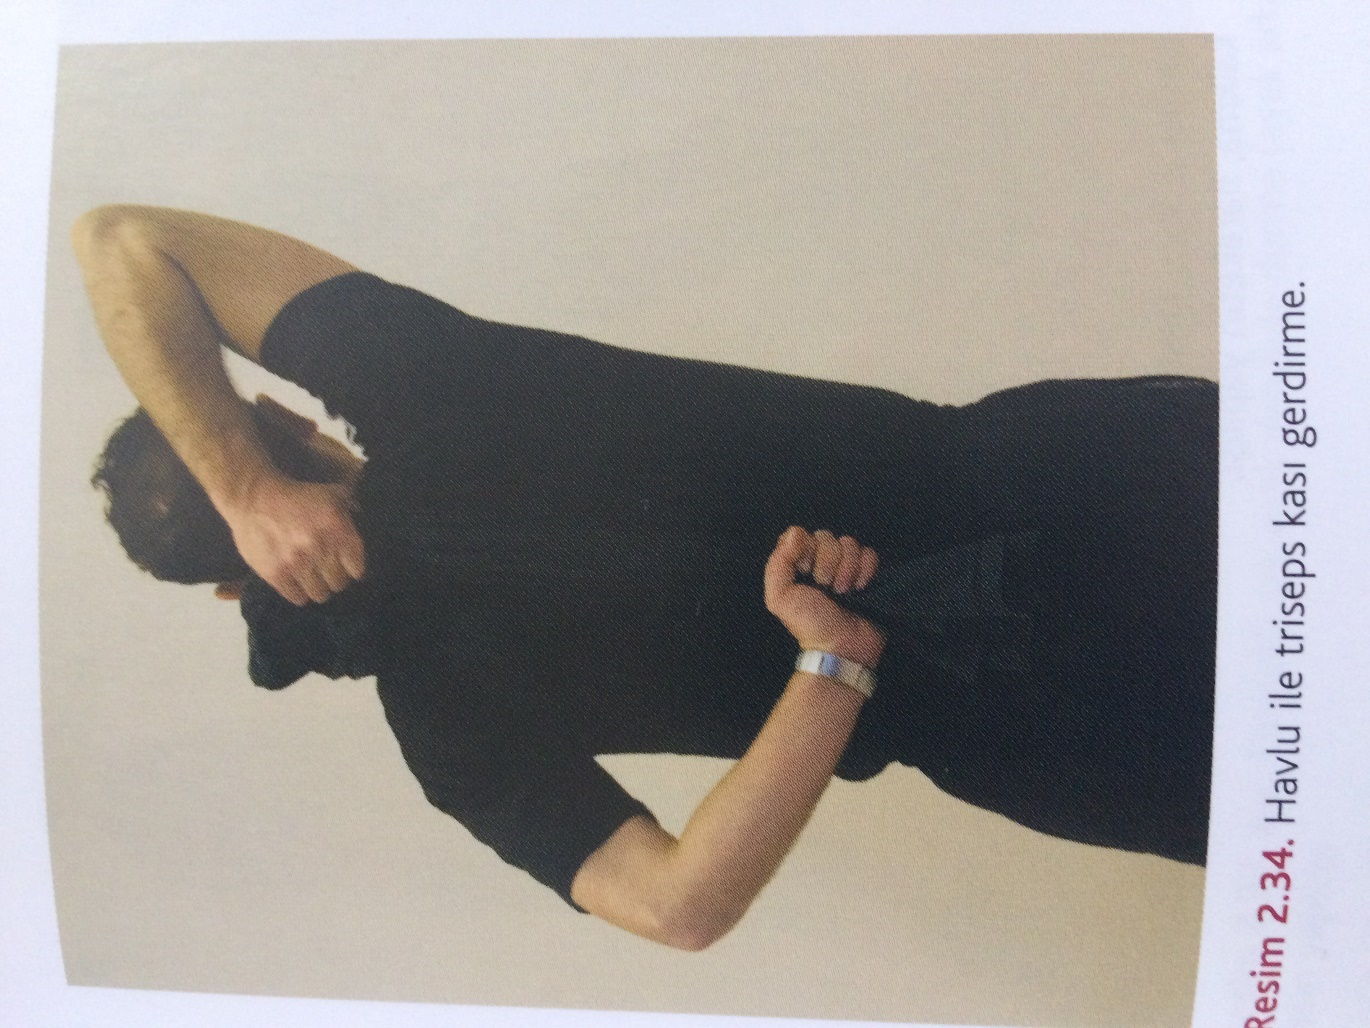 Resim 2.34. Havlu ile triseps kası gerdirme.